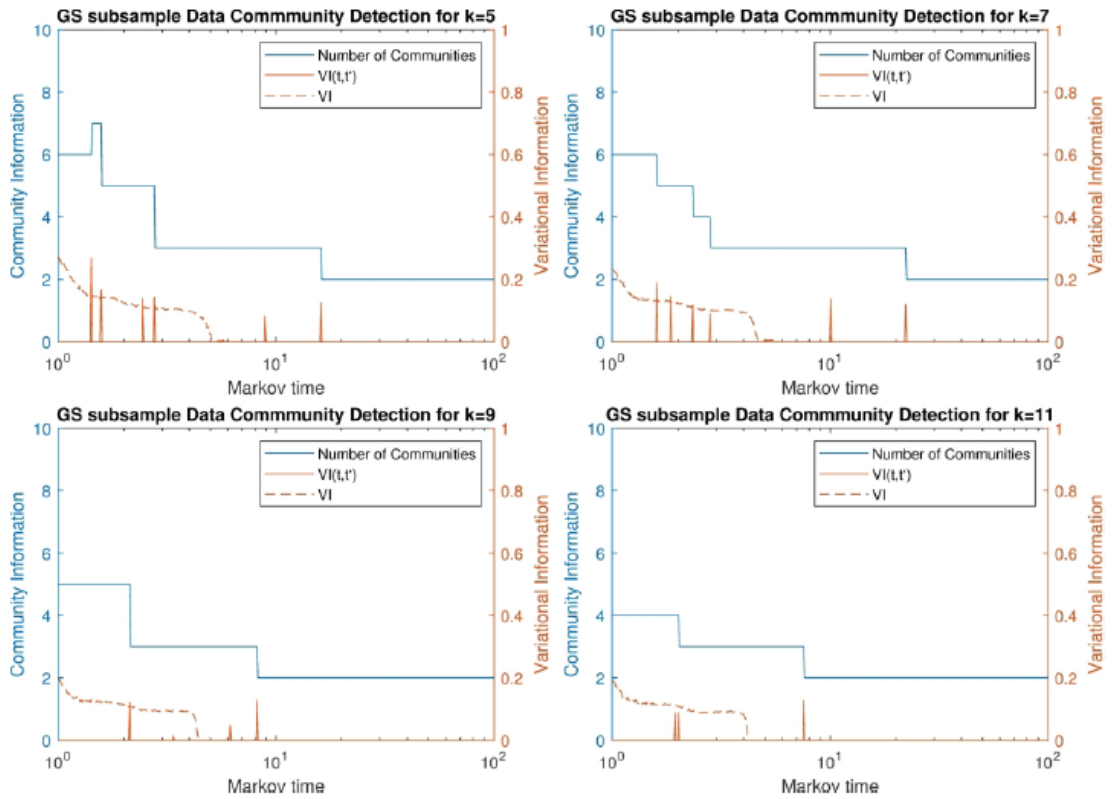 GS subsample Data Commmunity Detection for k=5
10
8
6
4
2
0
Community Information
1
0.8
0.6
0.4
0.2
0
Variational Information
Number of Communities
VI(t,t')
VI
10^0
10^1
10^2
Markov time
GS subsample Data Commmunity Detection for k=7
10
8
6
4
2
0
Community Information
1
0.8
0.6
0.4
0.2
0
Variational Information
Number of Communities
VI(t,t')
VI
10^0
10^1
10^2
Markov time
GS subsample Data Commmunity Detection for k=9
10
8
6
4
2
0
Community Information
1
0.8
0.6
0.4
0.2
0
Variational Information
Number of Communities
VI(t,t')
VI
10^0
10^1
10^2
Markov time
GS subsample Data Commmunity Detection for k=11
10
8
6
4
2
0
Community Information
1
0.8
0.6
0.4
0.2
0
Variational Information
Number of Communities
VI(t,t')
VI
10^0
10^1
10^2
Markov time